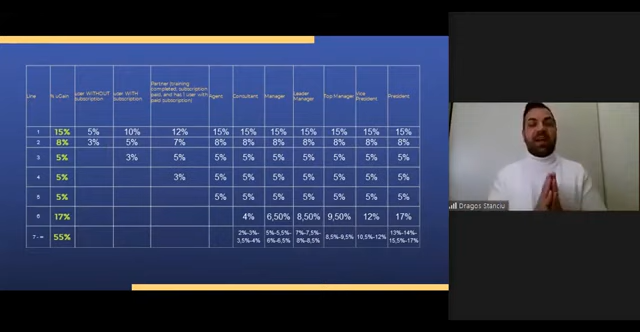 Line % uGain user WITHOUT subscription user WITH subscription Partner (training completed, subscription paid, and has 1 user with paid subscription) Agent Consultant Manager Leader Manager Top Manager Vice President President
1 15% 5% 10% 12% 15% 15% 15% 15% 15% 15% 15%
2 8% 3% 5% 7% 8% 8% 8% 8% 8% 8% 8%
3 5% 3% 5% 5% 5% 5% 5% 5% 5% 5%
4 5% 3% 5% 5% 5% 5% 5% 5% 5%
5 5% 5% 5% 5% 5% 5% 5% 5%
6 17% 4% 6,50% 8,50% 9,50% 12% 17%
7 - ∞ 55% 2%-3%-3,5%-4% 5%-5,5%-6%-6,5% 7%-7,5%-8%-8,5% 8,5%-9,5% 10,5%-12% 13%-14%-15,5%-17%
Dragos Stanciu